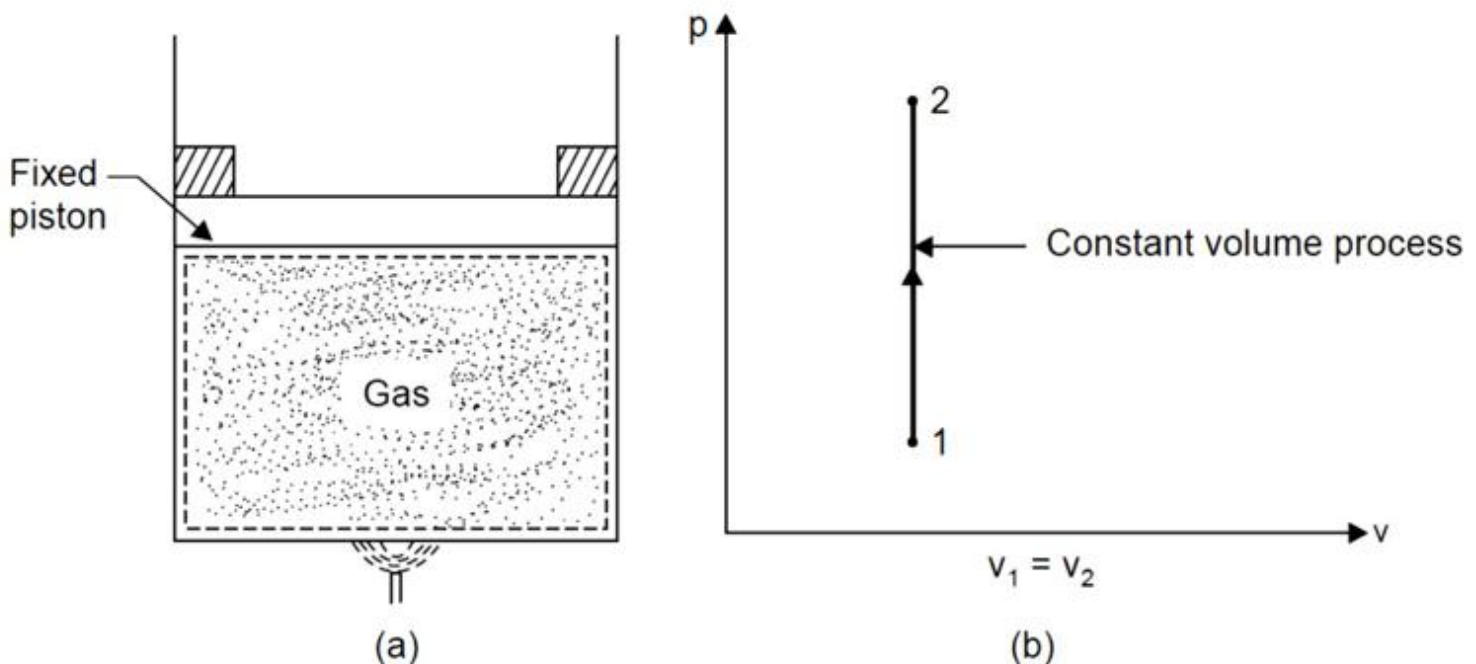 Fixed
piston
Gas
(a)
p
2
Constant volume process
1
v
v₁ = v₂
(b)